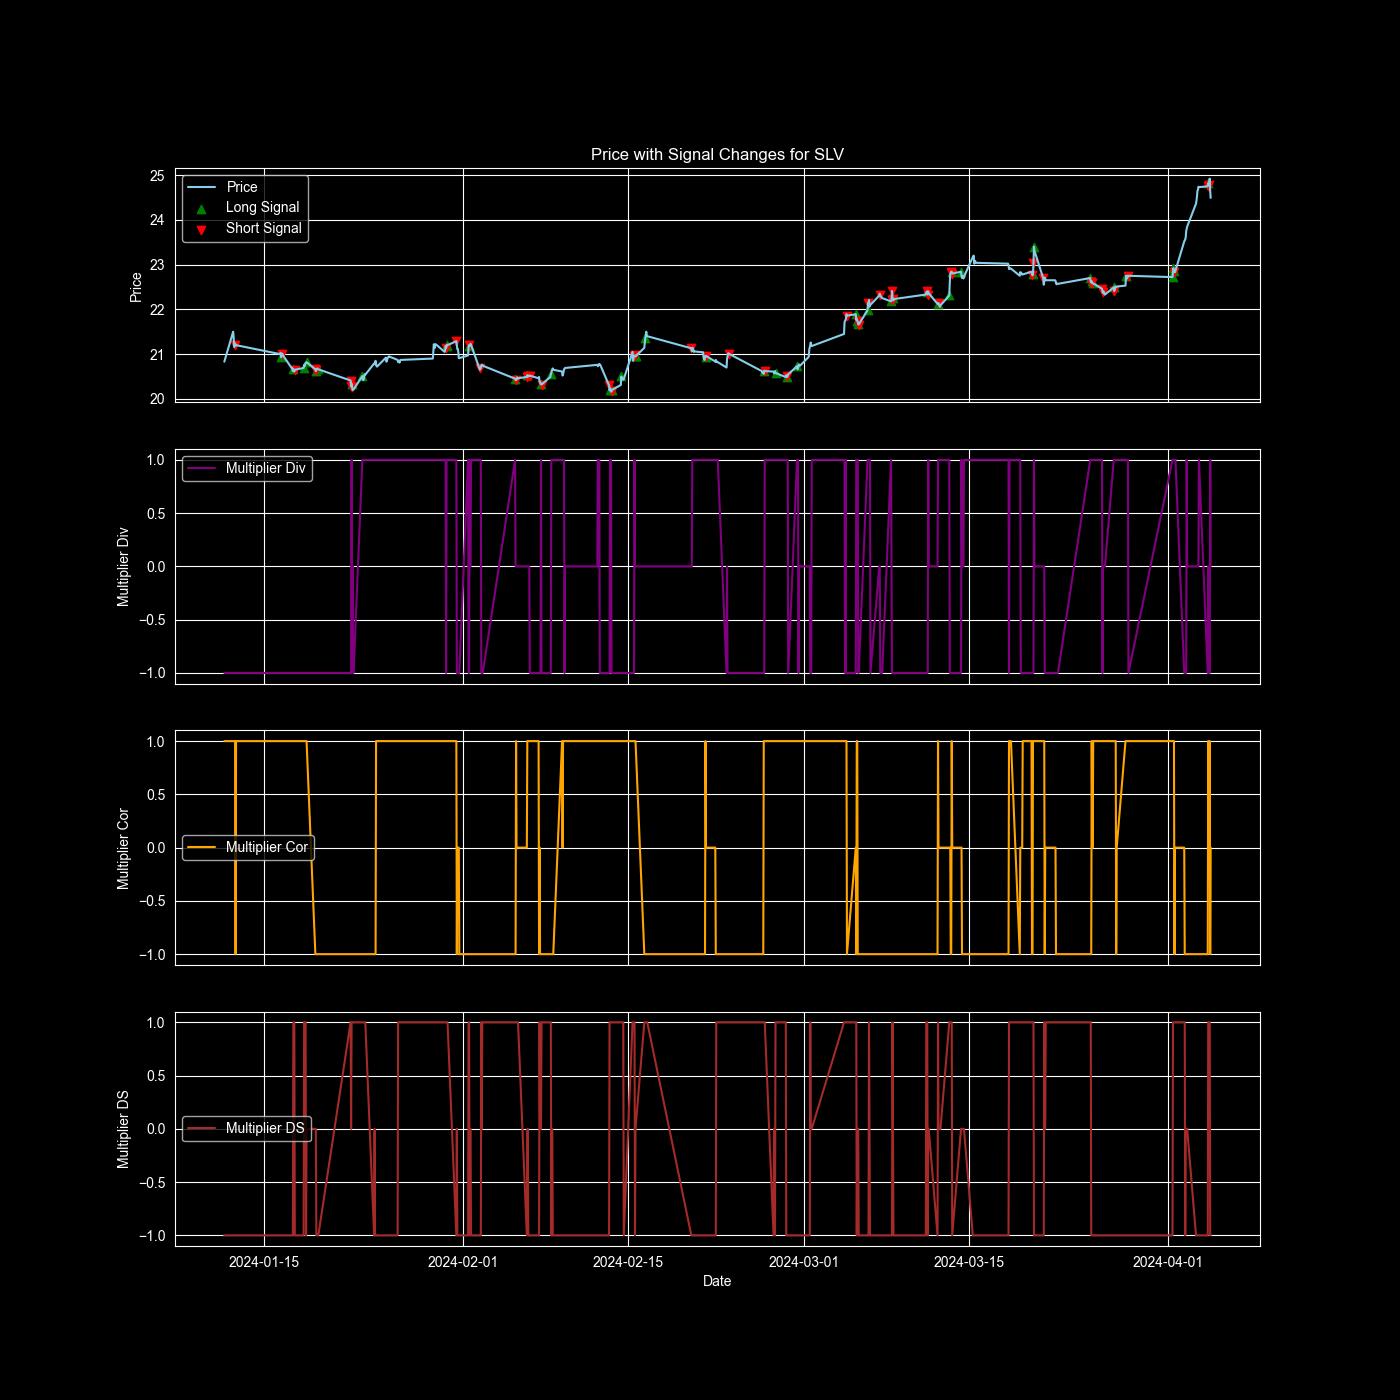 Price with Signal Changes for SLV
25
24
23
22
21
20
Price
Price
Long Signal
Short Signal
1.0
0.5
0.0
−0.5
−1.0
Multiplier Div
Multiplier Div
1.0
0.5
0.0
−0.5
−1.0
Multiplier Cor
Multiplier Cor
1.0
0.5
0.0
−0.5
−1.0
Multiplier DS
Multiplier DS
2024-01-15 2024-02-01 2024-02-15 2024-03-01 2024-03-15 2024-04-01
Date